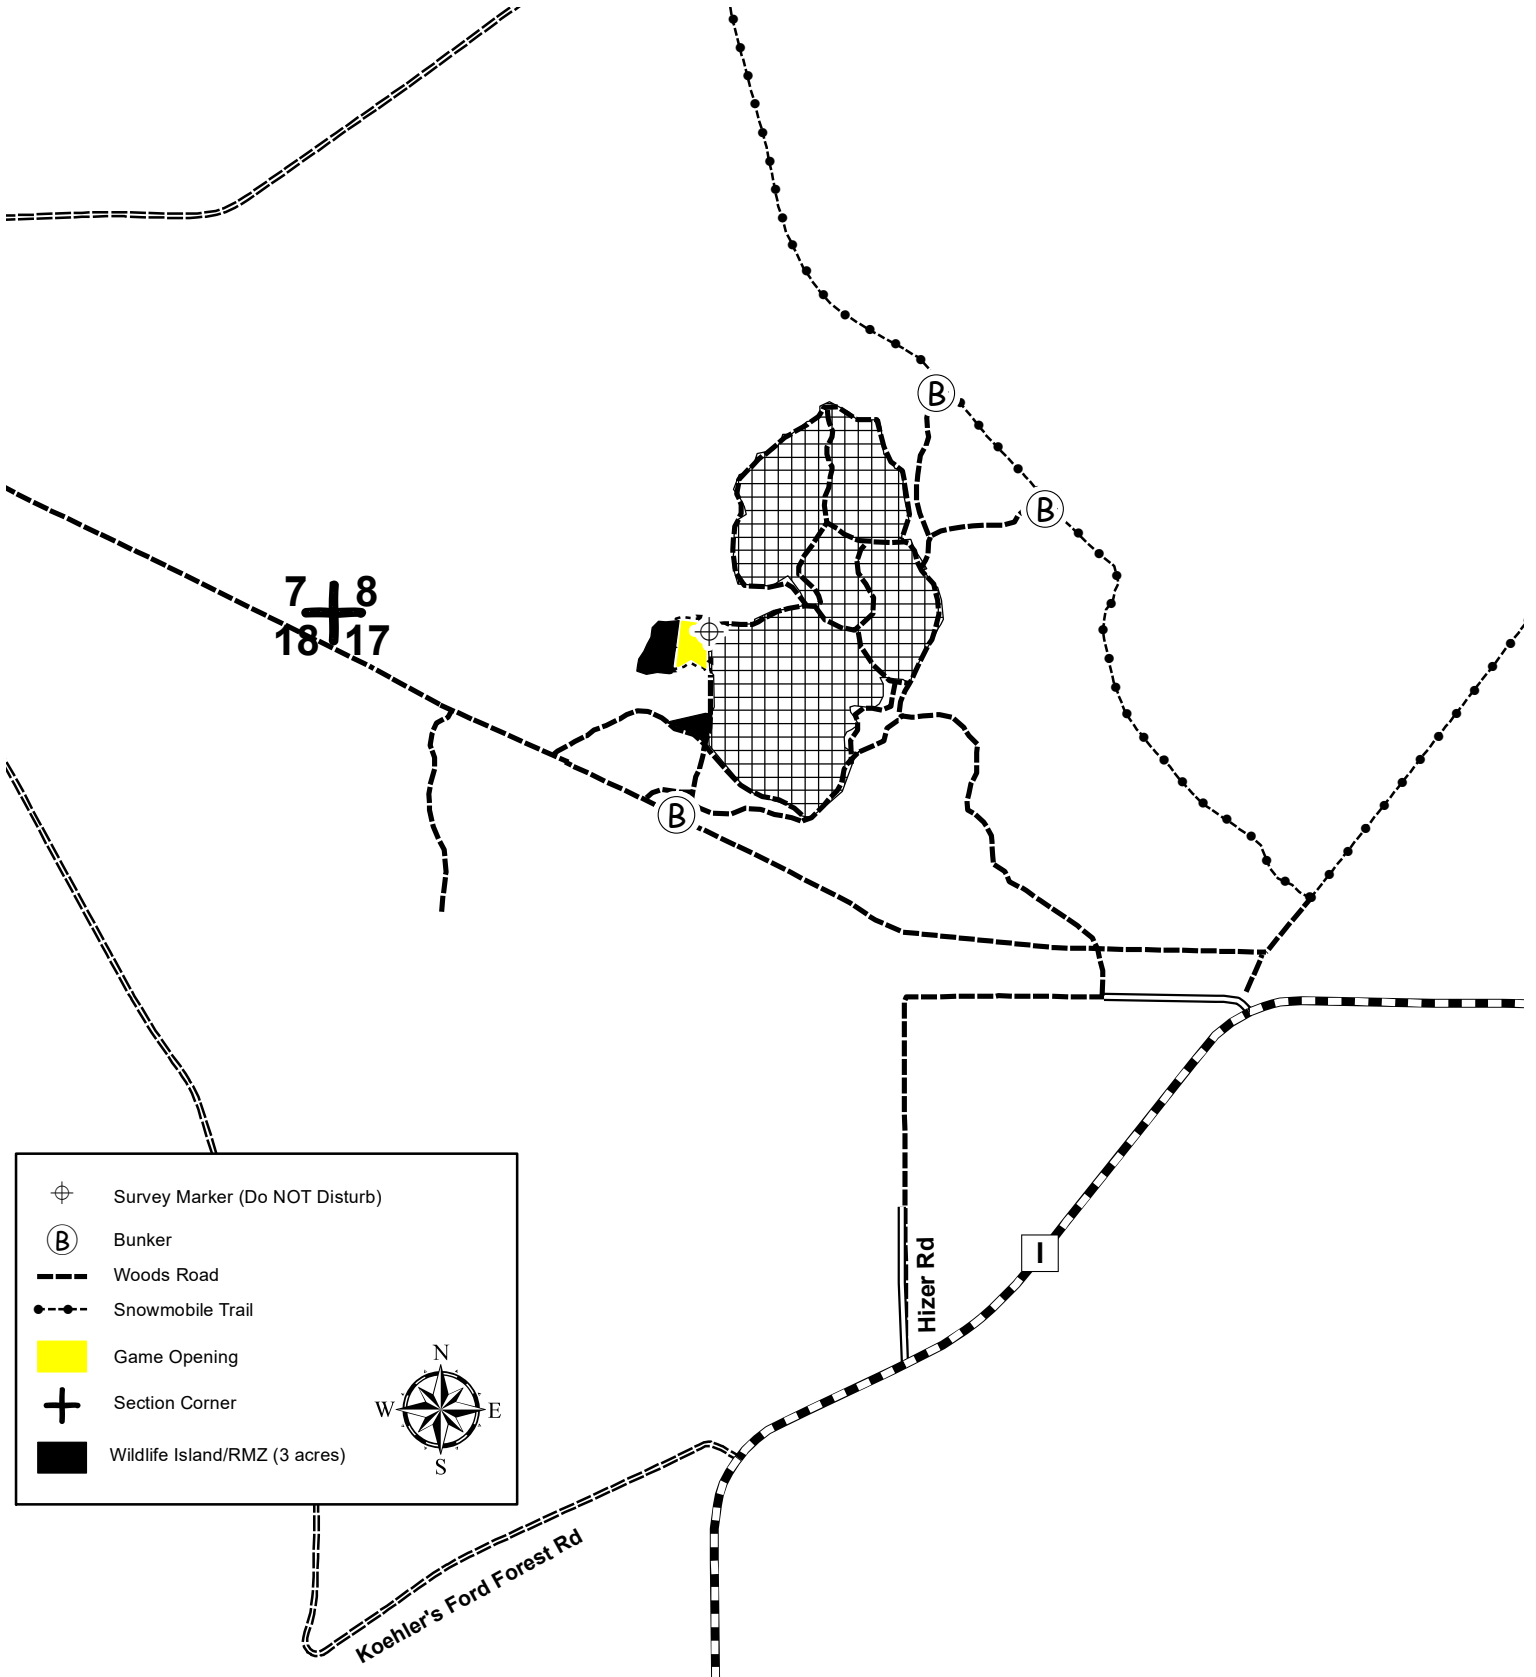 B
B
7 8
18 17
B
Survey Marker (Do NOT Disturb)
B Bunker
Woods Road
Snowmobile Trail
Game Opening
Section Corner
Wildlife Island/RMZ (3 acres)
N
W E
S
Hizer Rd
I
Koehler's Ford Forest Rd